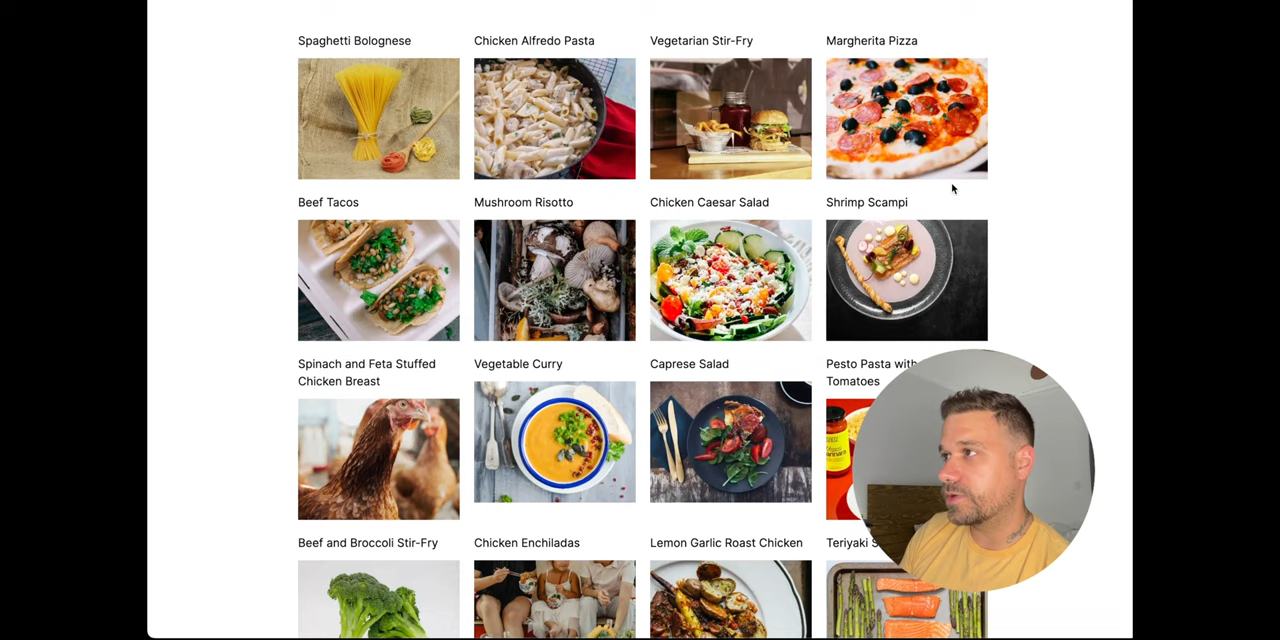 Spaghetti Bolognese
Chicken Alfredo Pasta
Vegetarian Stir-Fry
Margherita Pizza
Beef Tacos
Mushroom Risotto
Chicken Caesar Salad
Shrimp Scampi
Spinach and Feta Stuffed
Chicken Breast
Vegetable Curry
Caprese Salad
Pesto Pasta with
Tomatoes
Beef and Broccoli Stir-Fry
Chicken Enchiladas
Lemon Garlic Roast Chicken
Teriyaki